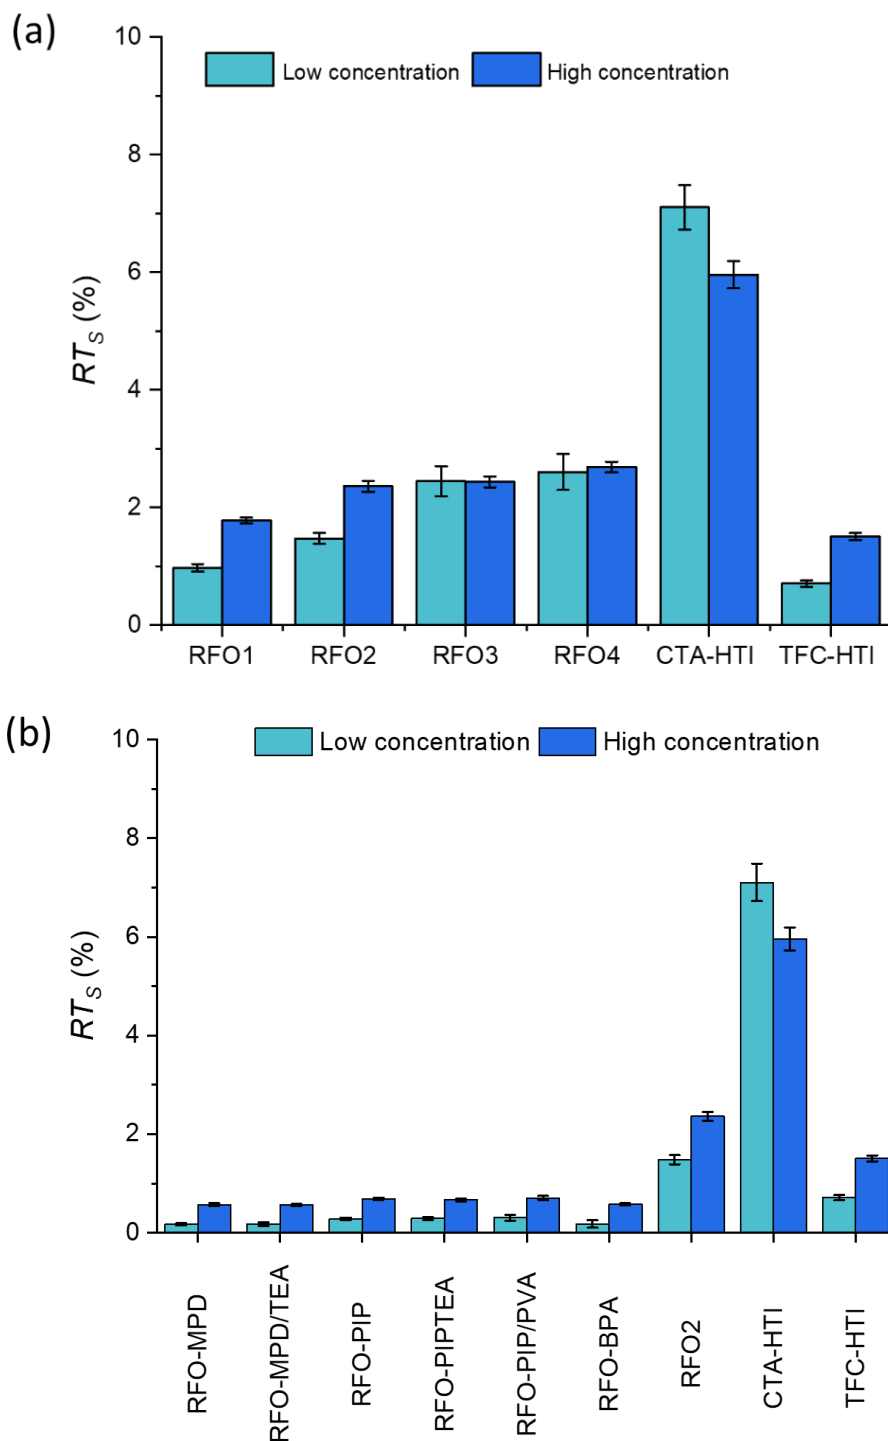 (a)
10
8
6
4
2
0
RT_S (%)
Low concentration
High concentration
RFO1
RFO2
RFO3
RFO4
CTA-HTI
TFC-HTI
(b)
10
8
6
4
2
0
RT_S (%)
Low concentration
High concentration
RFO-MPD
RFO-MPD/TEA
RFO-PIP
RFO-PIPTEA
RFO-PIP/PVA
RFO-BPA
RFO2
CTA-HTI
TFC-HTI